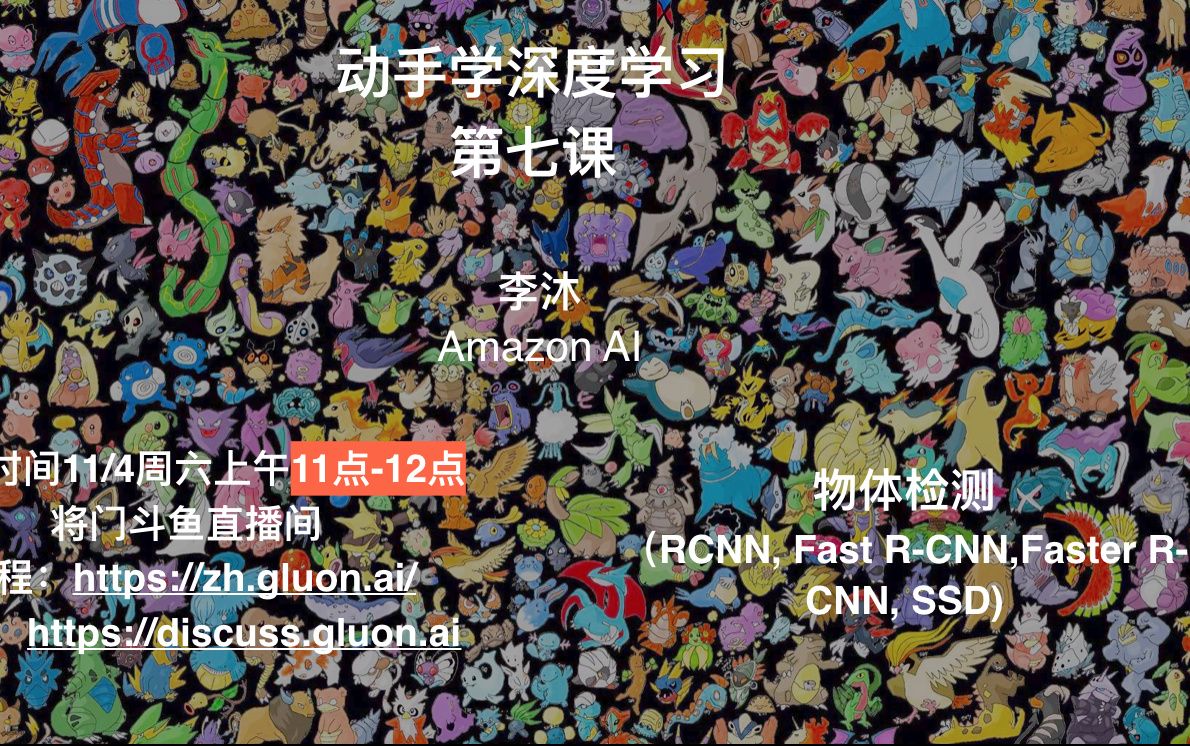 动手学深度学习
第七课
李沐
Amazon AI
时间11/4周六上午11点-12点
将门斗鱼直播间
程：https://zh.gluon.ai/
https://discuss.gluon.ai
物体检测
(RCNN, Fast R-CNN,Faster R-
CNN, SSD)